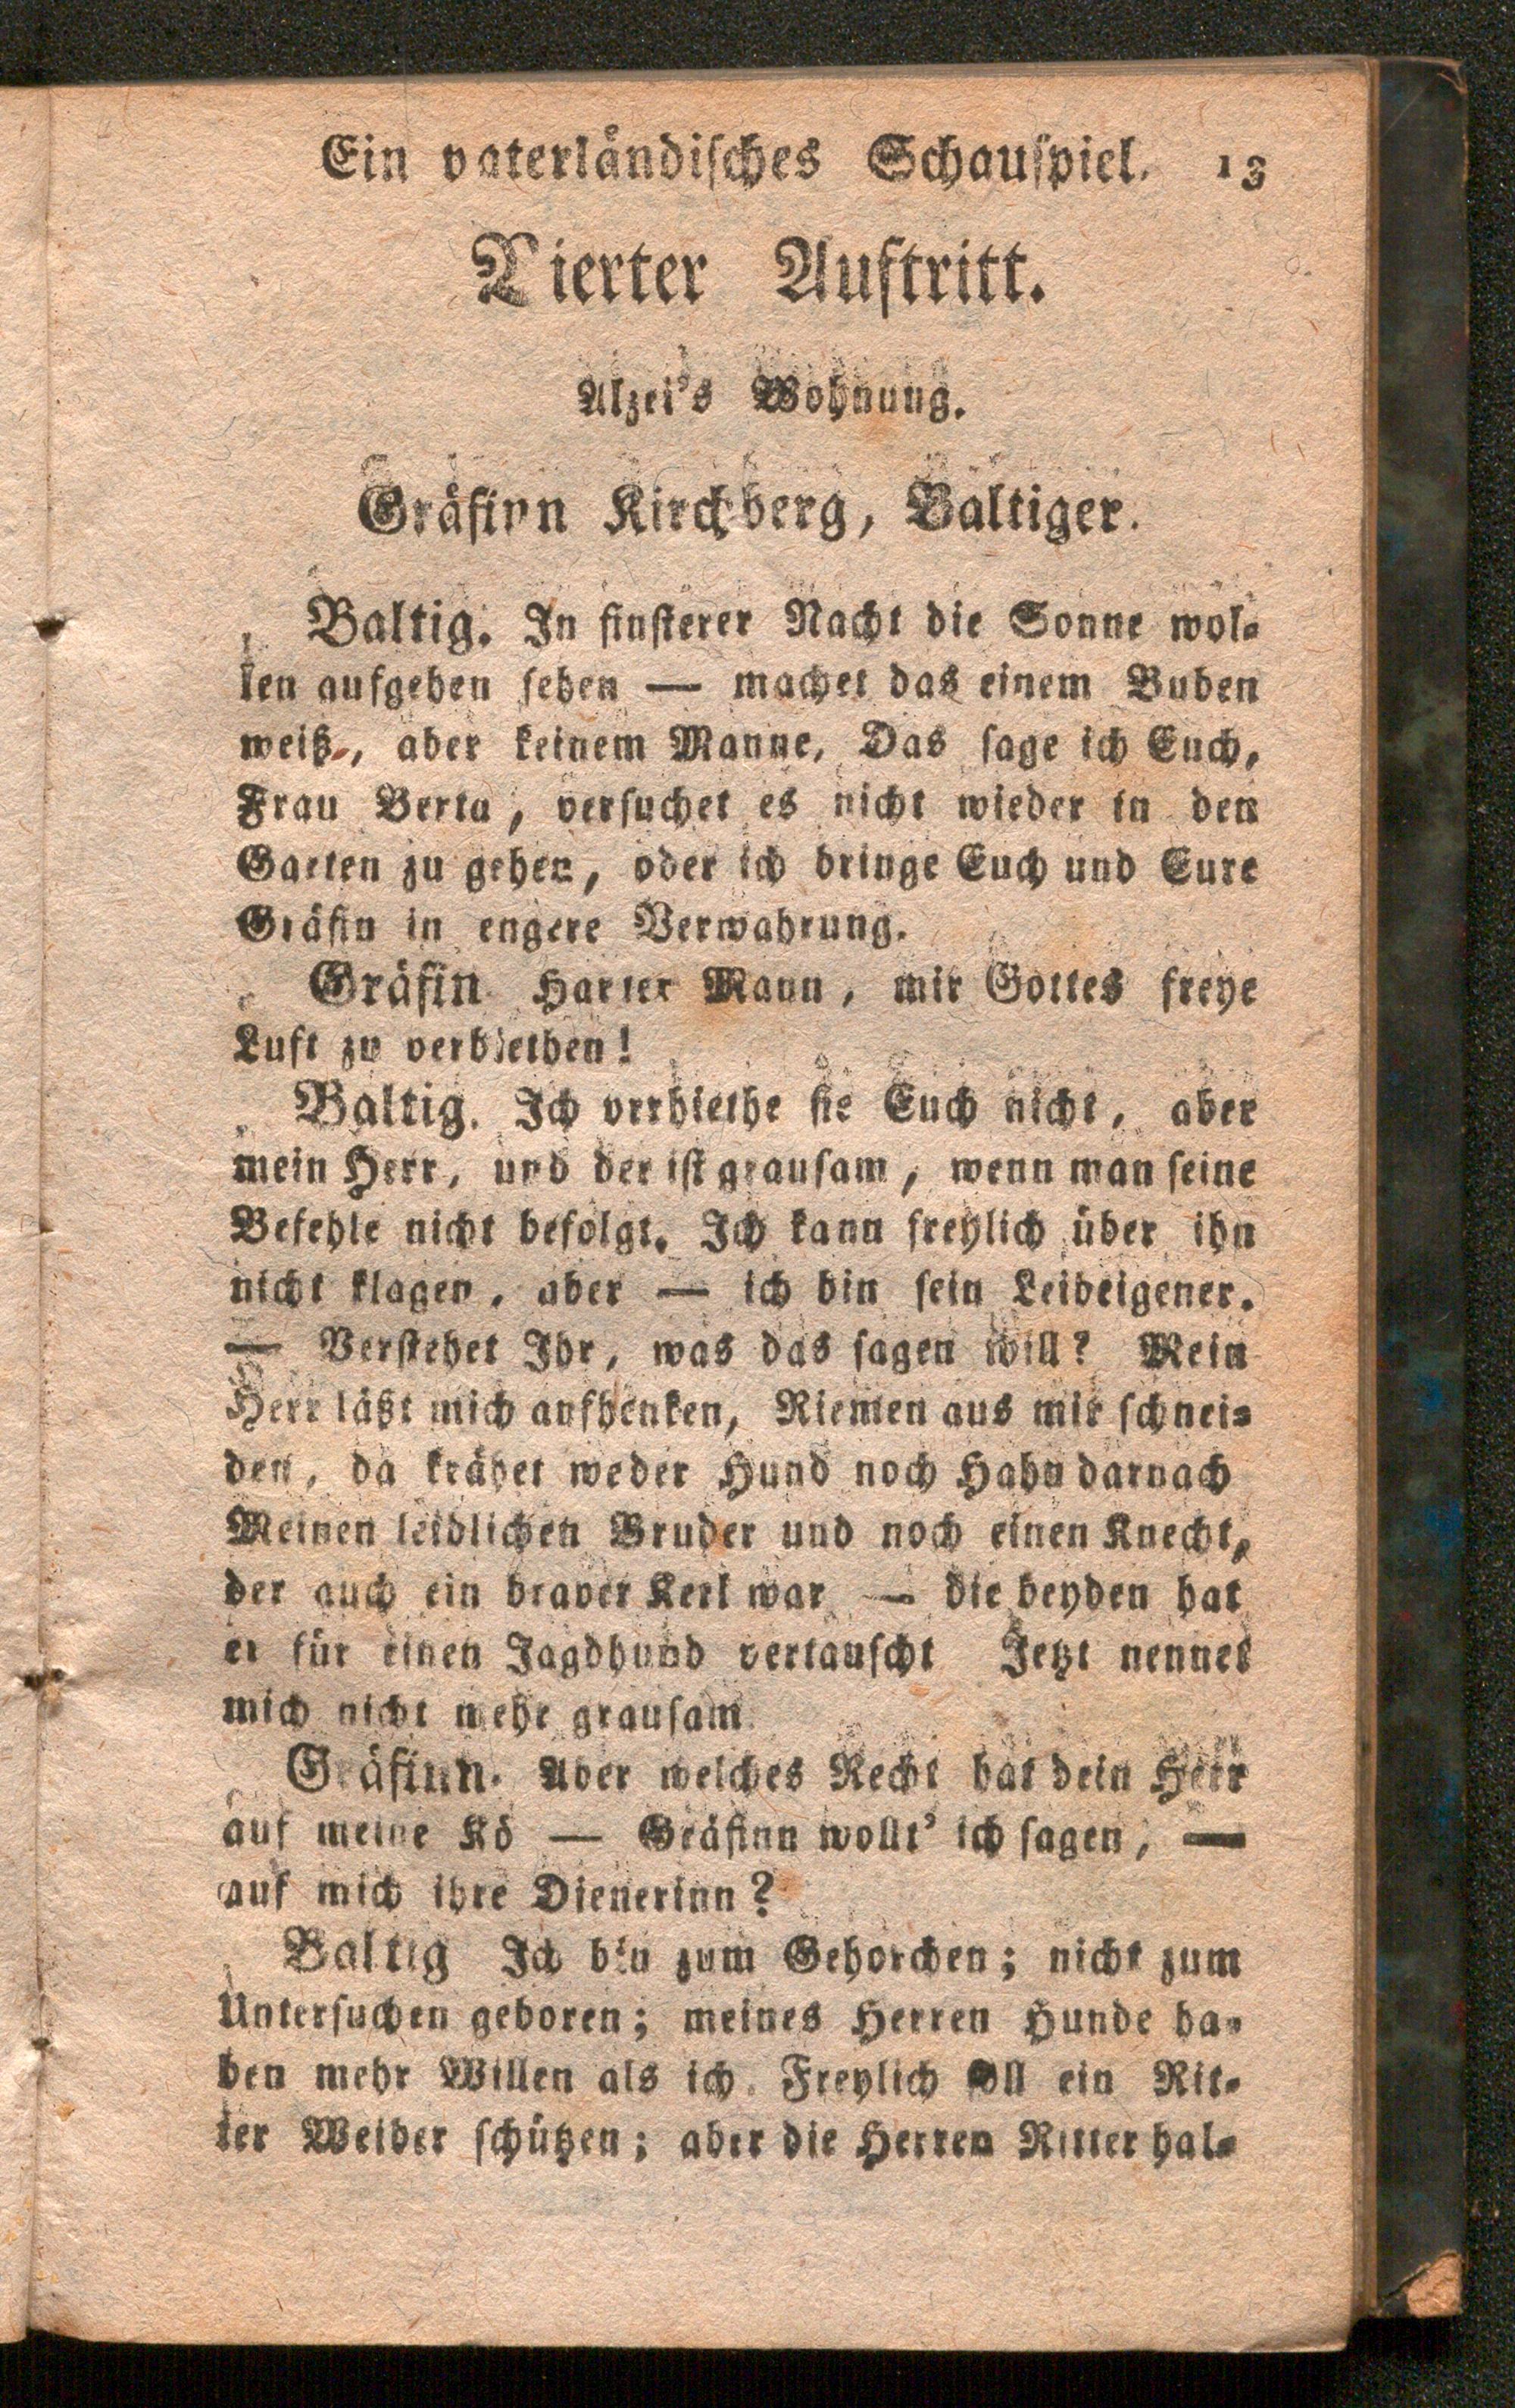 Ein vaterländisches Schauspiel. 13
Vierter Auftritt.
Alzei's Wohnung.
Gräfinn Kirchberg, Baltiger.
Baltig. In finsterer Nacht die Sonne wol-
len aufgehen sehen — machet das einem Buben
weiß, aber keinem Manne. Das sage ich Euch,
Frau Berta, versuchet es nicht wieder in den
Garten zu gehen, oder ich bringe Euch und Eure
Gräfin in engere Verwahrung.
Gräfin. Harter Mann, mir Gottes freye
Luft zu verbiethen!
Baltig. Ich verbiethe sie Euch nicht, aber
mein Herr, und der ist grausam, wenn man seine
Befehle nicht befolgt. Ich kann freylich über ihn
nicht klagen, aber — ich bin sein Leibeigener.
— Verstehet Ihr, was das sagen will? Mein
Herr läßt mich aufhenken, Riemen aus mir schnei-
den, da krähet weder Hund noch Hahn darnach
Meinen leiblichen Bruder und noch einen Knecht,
der auch ein braver Kerl war — die beyden hat
er für einen Jagdhund vertauscht Jetzt nennet
mich nicht mehr grausam.
Gräfinn. Aber welches Recht hat dein Herr
auf meine Kö — Gräfinn wollt' ich sagen, —
auf mich ihre Dienerinn?
Baltig Ich bin zum Gehorchen; nicht zum
Untersuchen geboren; meines Herren Hunde ha-
ben mehr Willen als ich. Freylich soll ein Rit-
ter Weiber schützen; aber die Herren Ritter hal-